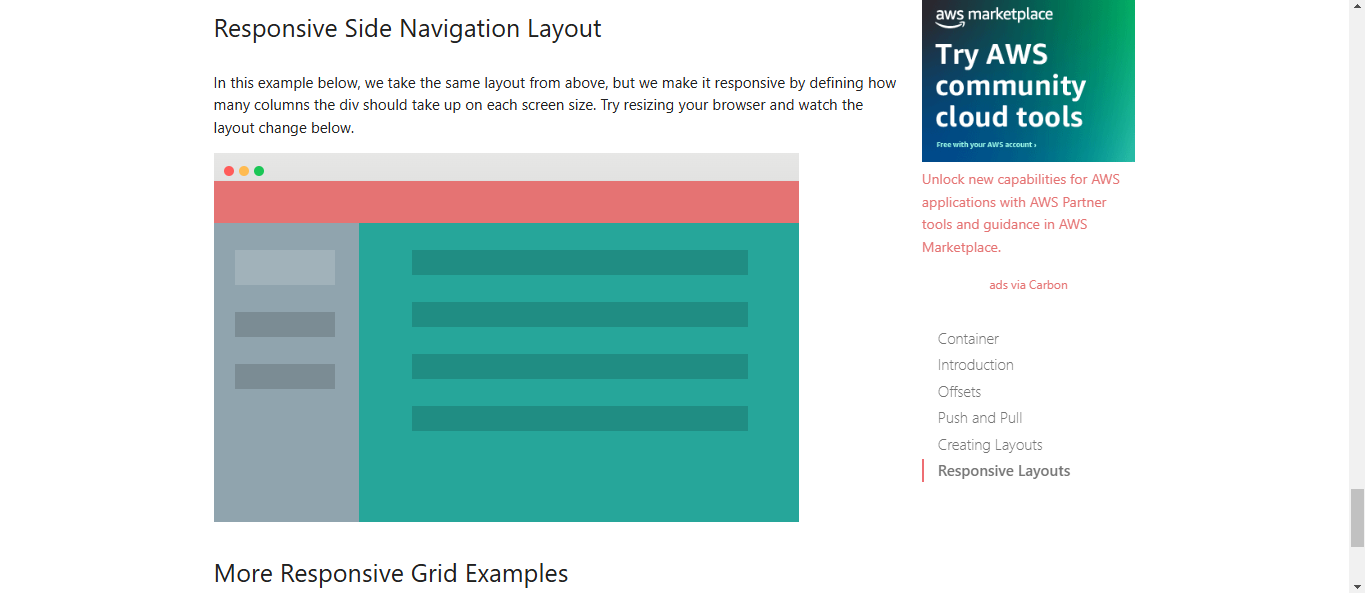 Responsive Side Navigation Layout
In this example below, we take the same layout from above, but we make it responsive by defining how
many columns the div should take up on each screen size. Try resizing your browser and watch the
layout change below.
More Responsive Grid Examples
aws marketplace
Try AWS
community
cloud tools
Free with your AWS account ›
Unlock new capabilities for AWS
applications with AWS Partner
tools and guidance in AWS
Marketplace.
ads via Carbon
Container
Introduction
Offsets
Push and Pull
Creating Layouts
Responsive Layouts